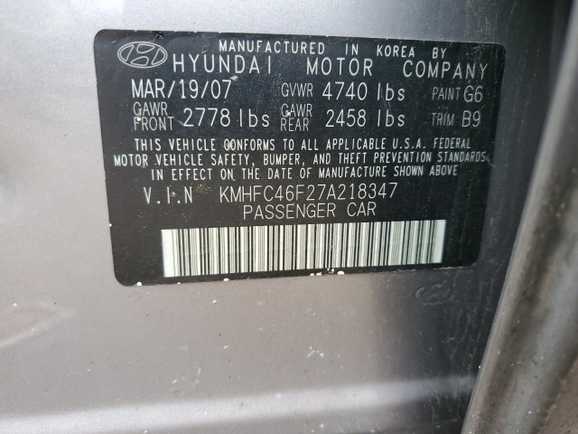 MANUFACTURED IN KOREA BY
HYUNDAI MOTOR COMPANY
MAR/19/07 GVWR 4740 lbs PAINT G6
GAWR FRONT 2778 lbs GAWR REAR 2458 lbs TRIM B9
THIS VEHICLE CONFORMS TO ALL APPLICABLE U.S.A. FEDERAL
MOTOR VEHICLE SAFETY, BUMPER, AND THEFT PREVENTION STANDARDS
IN EFFECT ON THE DATE OF MANUFACTURE SHOWN ABOVE
V.I.N KMHFC46F27A218347
PASSENGER CAR